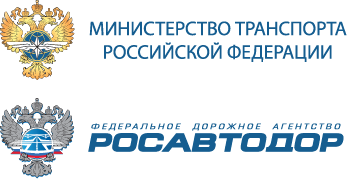 МИНИСТЕРСТВО ТРАНСПОРТА
РОССИЙСКОЙ ФЕДЕРАЦИИ
ФЕДЕРАЛЬНОЕ ДОРОЖНОЕ АГЕНТСТВО
РОСАВТОДОР